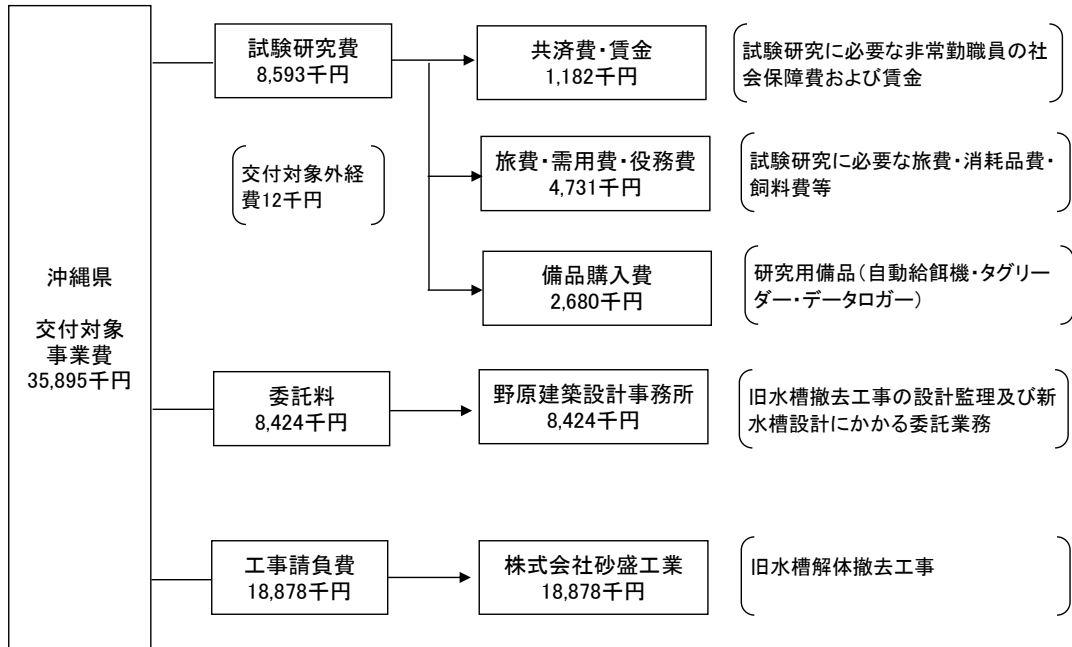 沖縄県
交付対象
事業費
35,895千円
試験研究費
8,593千円
共済費・賃金
1,182千円
試験研究に必要な非常勤職員の社
会保障費および賃金
交付対象外経
費12千円
旅費・需用費・役務費
4,731千円
試験研究に必要な旅費・消耗品費・
飼料費等
備品購入費
2,680千円
研究用備品(自動給餌機・タグリー
ダー・データロガー)
委託料
8,424千円
野原建築設計事務所
8,424千円
旧水槽撤去工事の設計監理及び新
水槽設計にかかる委託業務
工事請負費
18,878千円
株式会社砂盛工業
18,878千円
旧水槽解体撤去工事